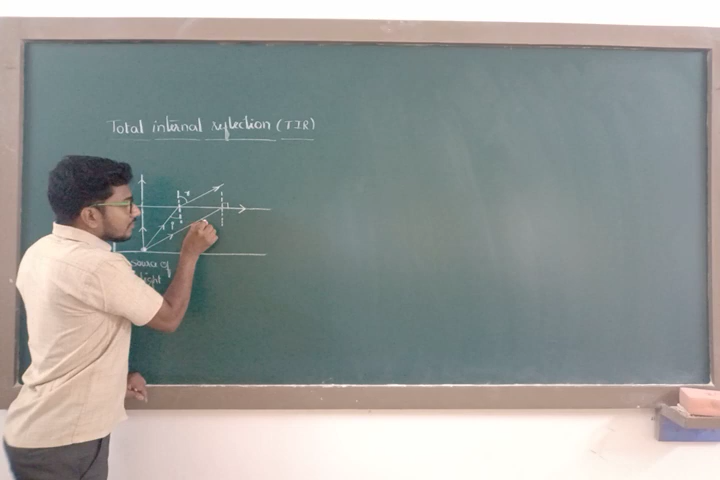 Total internal reflection (TIR)
r
i
source of
light